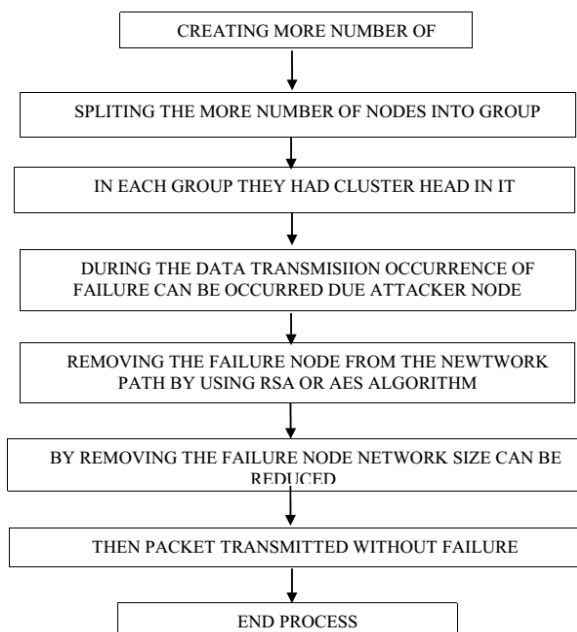 CREATING MORE NUMBER OF
SPLITING THE MORE NUMBER OF NODES INTO GROUP
IN EACH GROUP THEY HAD CLUSTER HEAD IN IT
DURING THE DATA TRANSMISIION OCCURRENCE OF
FAILURE CAN BE OCCURRED DUE ATTACKER NODE
REMOVING THE FAILURE NODE FROM THE NEWTWORK
PATH BY USING RSA OR AES ALGORITHM
BY REMOVING THE FAILURE NODE NETWORK SIZE CAN BE
REDUCED
THEN PACKET TRANSMITTED WITHOUT FAILURE
END PROCESS